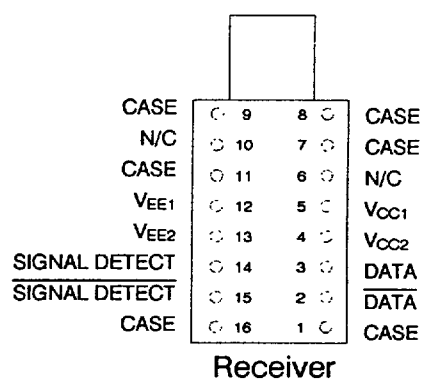 CASE 9 8 CASE
N/C 10 7 CASE
CASE 11 6 N/C
VEE1 12 5 VCC1
VEE2 13 4 VCC2
SIGNAL DETECT 14 3 DATA
SIGNAL DETECT 15 2 DATA
CASE 16 1 CASE
Receiver